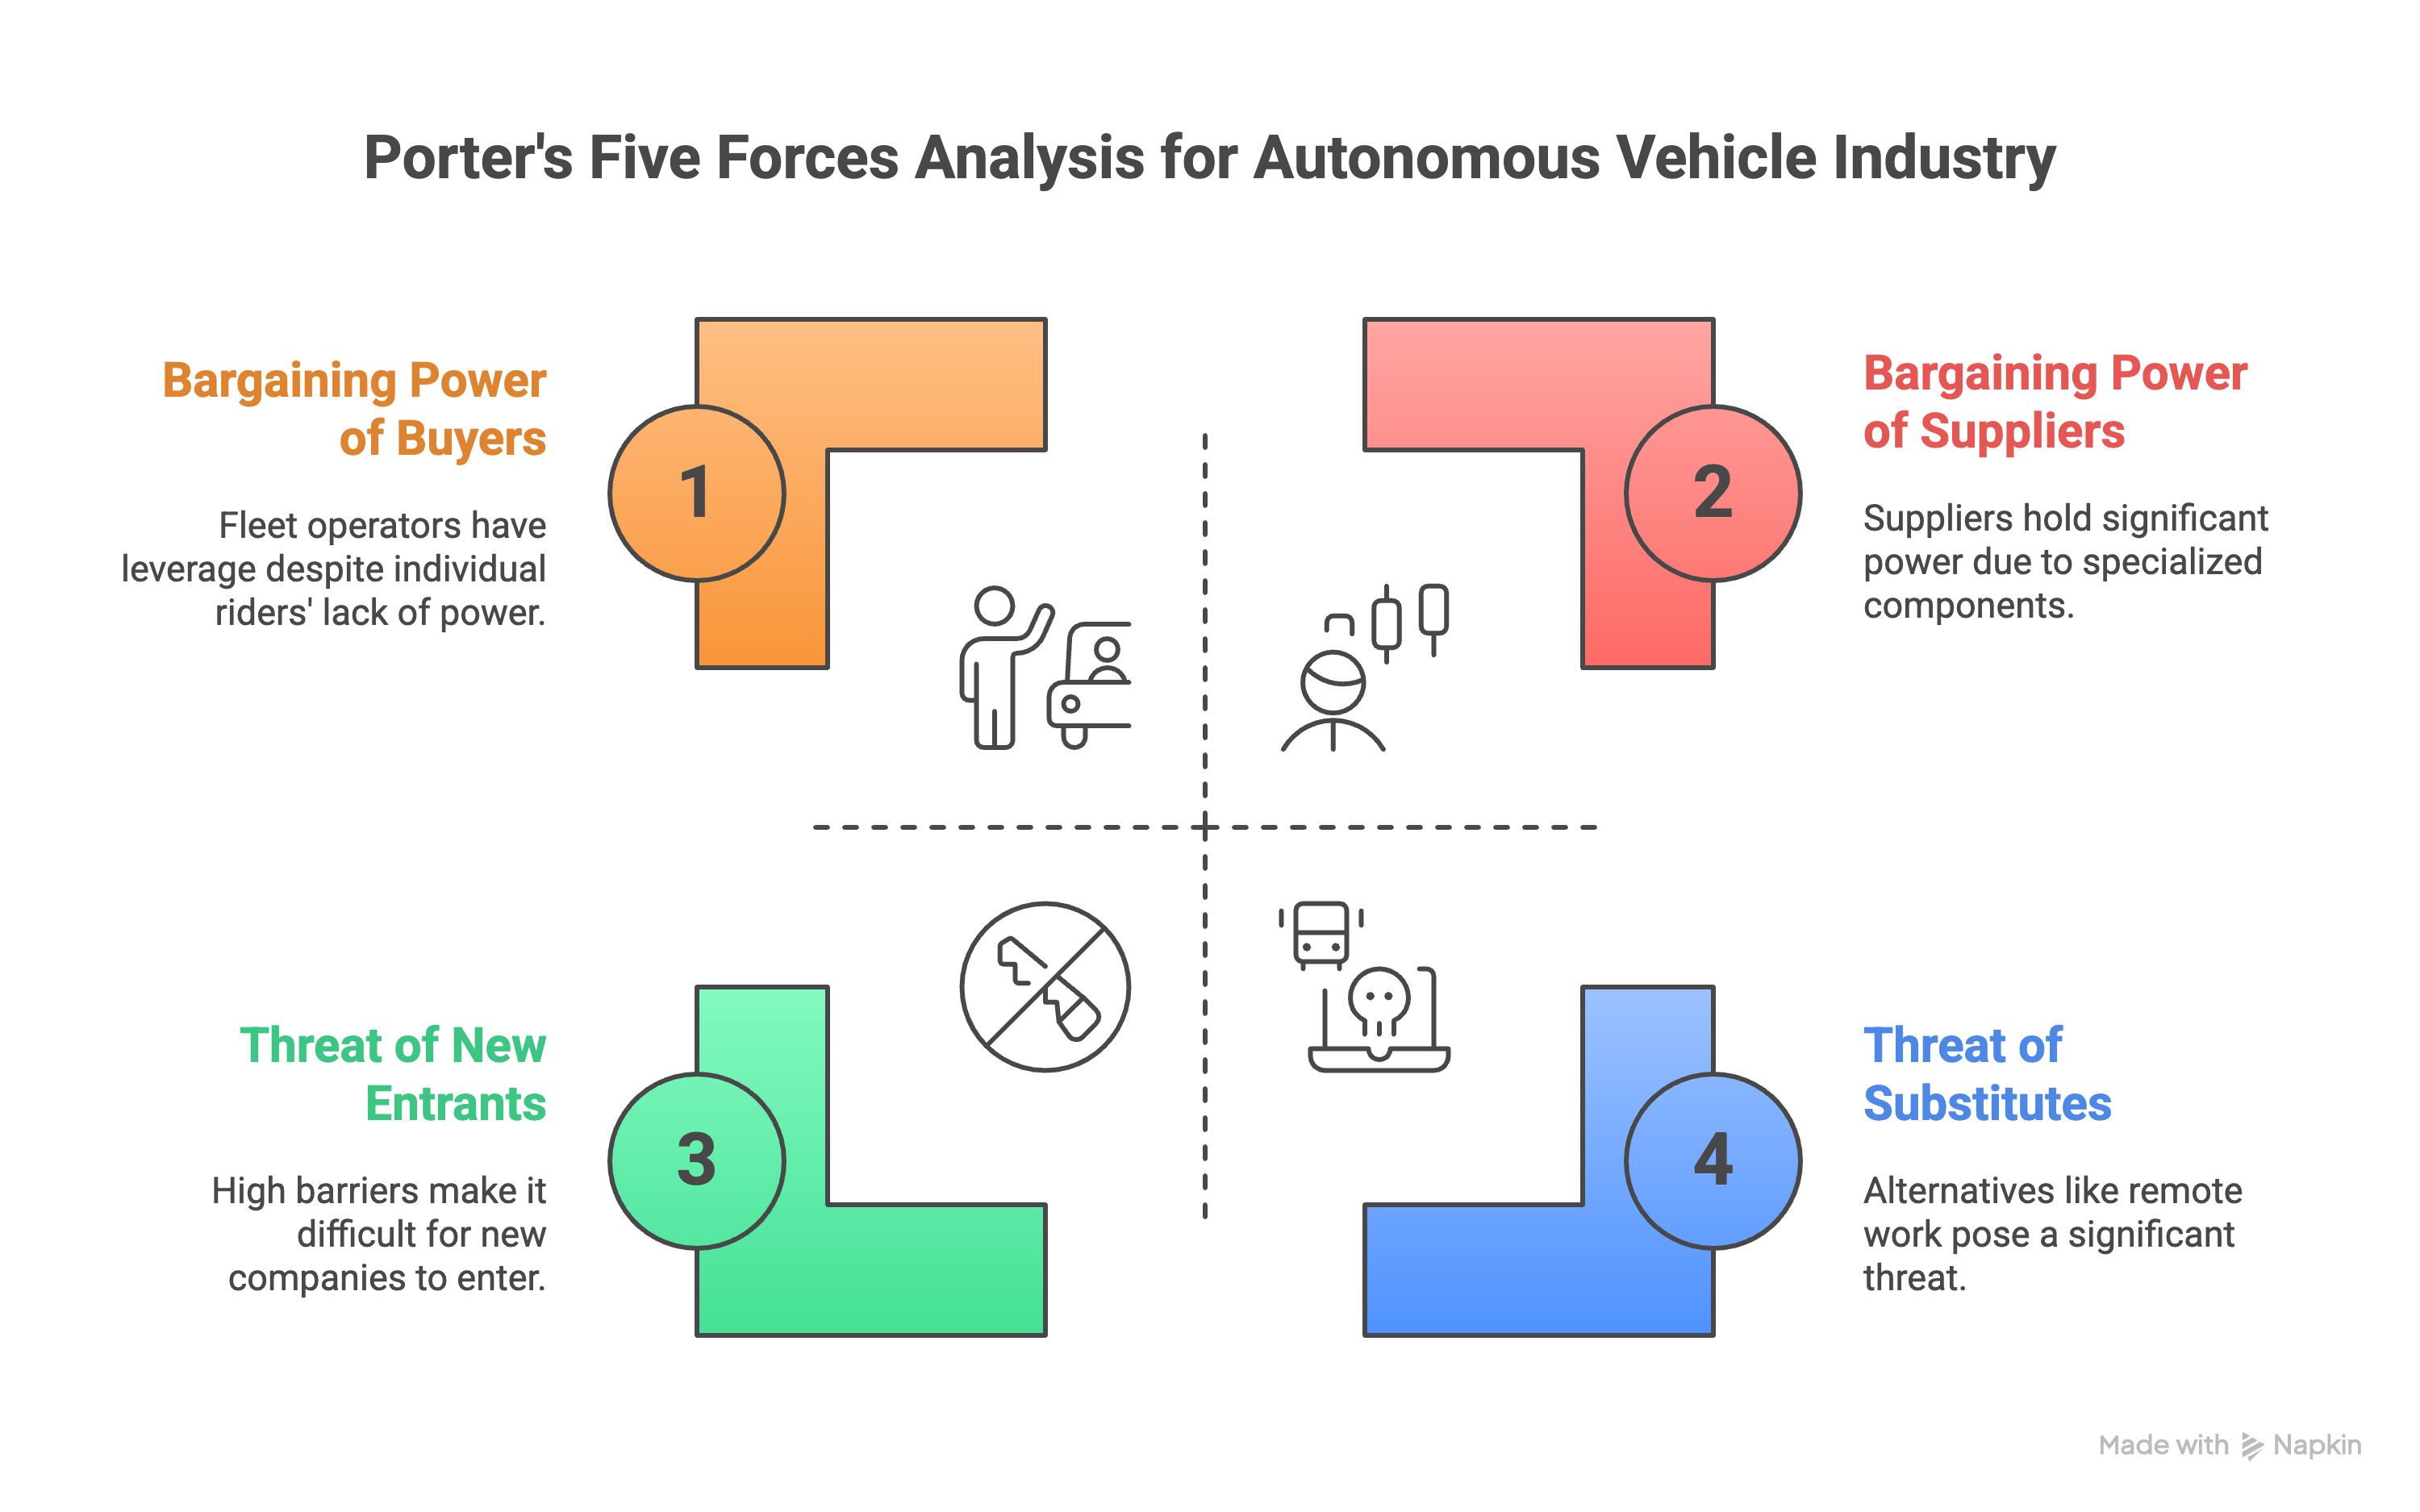 Porter's Five Forces Analysis for Autonomous Vehicle Industry
Bargaining Power
of Buyers
Fleet operators have
leverage despite individual
riders' lack of power.
1
2
Bargaining Power
of Suppliers
Suppliers hold significant
power due to specialized
components.
Threat of New
Entrants
High barriers make it
difficult for new
companies to enter.
3
4
Threat of
Substitutes
Alternatives like remote
work pose a significant
threat.
Made with Napkin